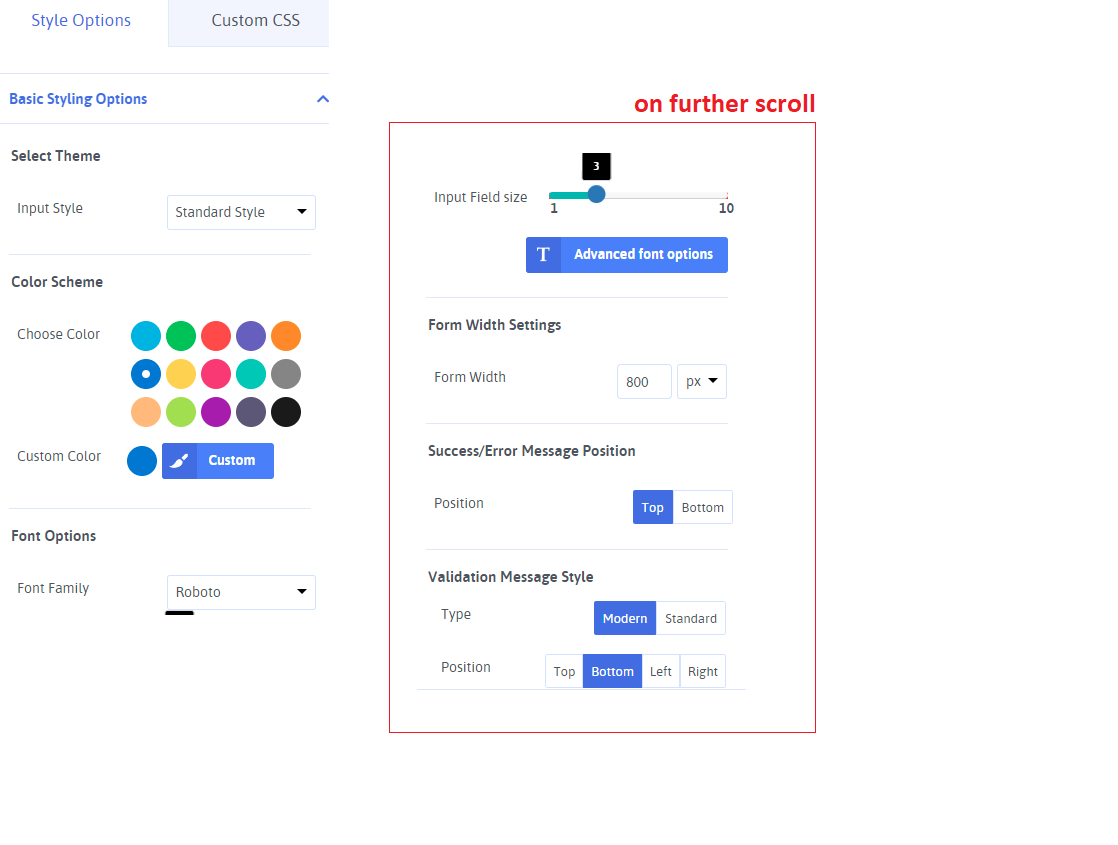 Style Options
Custom CSS
Basic Styling Options
Select Theme
Input Style
Standard Style
Color Scheme
Choose Color
Custom Color
Custom
Font Options
Font Family
Roboto
on further scroll
3
Input Field size
1
10
T
Advanced font options
Form Width Settings
Form Width
800
px
Success/Error Message Position
Position
Top
Bottom
Validation Message Style
Type
Modern
Standard
Position
Top
Bottom
Left
Right